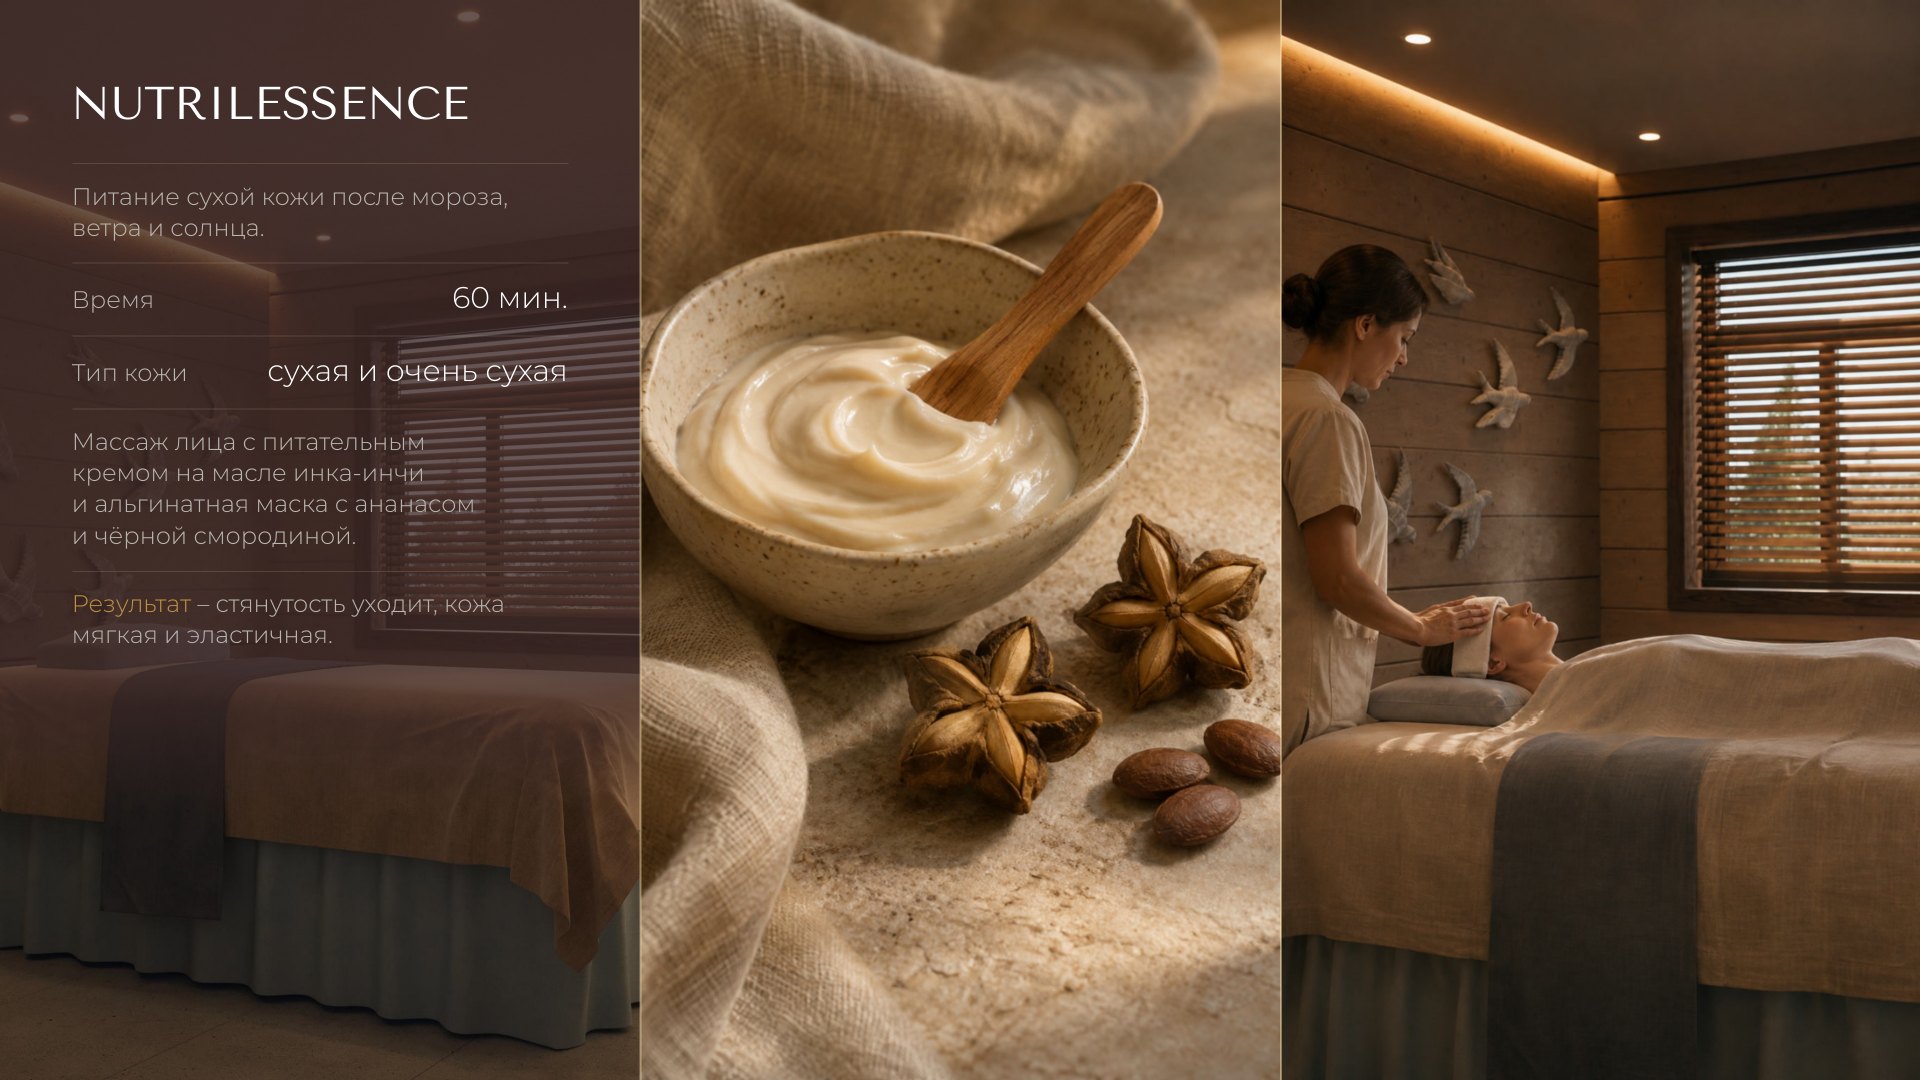 NUTRILESSENCE
Питание сухой кожи после мороза,
ветра и солнца.
Время 60 мин.
Тип кожи сухая и очень сухая
Массаж лица с питательным
кремом на масле инка-инчи
и альгинатная маска с ананасом
и чёрной смородиной.
Результат – стянутость уходит, кожа
мягкая и эластичная.